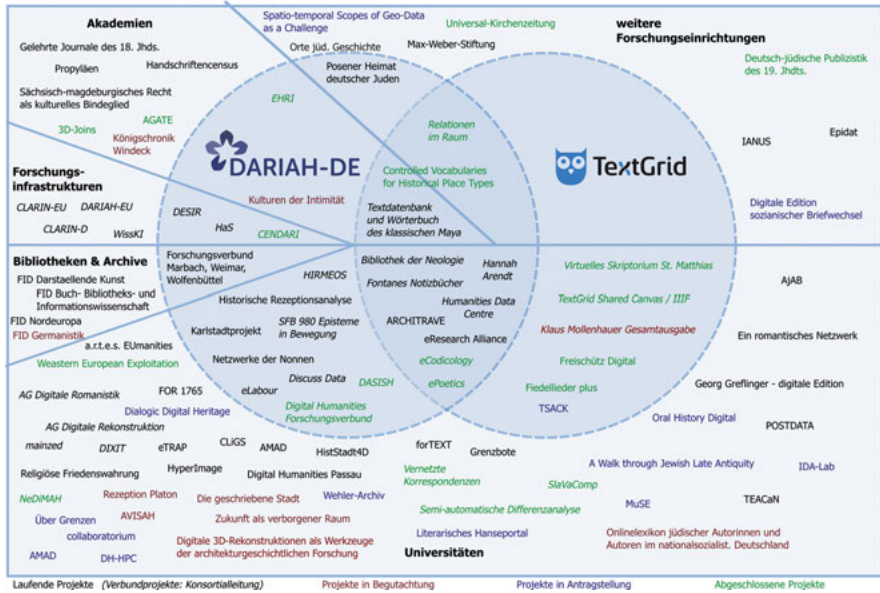 Akademien
Gelehrte Journale des 18. Jhds.
Propyläen
Handschriftencensus
Sächsisch-magdeburgisches Recht
als kulturelles Bindeglied
AGATE
3D-Joins
Königschronik
Windeck
Spatio-temporal Scopes of Geo-Data
as a Challenge
Universal-Kirchenzeitung
Orte jüd. Geschichte
Max-Weber-Stiftung
Posener Heimat
deutscher Juden
weitere
Forschungseinrichtungen
Deutsch-jüdische Publizistik
des 19. Jhdts.
IANUS
Epidat
Digitale Edition
sozianischer Briefwechsel
EHRI
Relationen
im Raum
DARIAH-DE
TextGrid
Controlled Vocabularies
for Historical Place Types
Kulturen der Intimität
Textdatenbank
und Wörterbuch
des klassischen Maya
Forschungs-
infrastrukturen
CLARIN-EU
DARIAH-EU
CLARIN-D
WissKI
DESIR
HaS
CENDARI
Bibliotheken & Archive
FID Darstaellende Kunst
FID Buch- Bibliotheks- und
Informationswissenschaft
FID Nordeuropa
FID Germanistik
a.r.t.e.s. EUmanities
Forschungsverbund
Marbach, Weimar,
Wolfenbüttel
HIRMEOS
Historische Rezeptionsanalyse
Karlstadtprojekt
SFB 980 Episteme
in Bewegung
Netzwerke der Nonnen
Discuss Data
eLabour
DASISH
Digital Humanities
Forschungsverbund
Bibliothek der Neologie
Hannah
Arendt
Fontanes Notizbücher
Humanities Data
Centre
ARCHITRAVE
eResearch Alliance
eCodicology
ePoetics
Virtuelles Skriptorium St. Matthias
TextGrid Shared Canvas / IIIF
Klaus Mollenhauer Gesamtausgabe
Freischütz Digital
Fiedellieder plus
TSACK
AjAB
Ein romantisches Netzwerk
Georg Greflinger - digitale Edition
Oral History Digital
POSTDATA
Weastern European Exploitation
AG Digitale Romanistik
FOR 1765
Dialogic Digital Heritage
AG Digitale Rekonstruktion
mainzed
DIXIT
eTRAP
CLiGS
AMAD
HistStadt4D
forTEXT
Grenzbote
Religiöse Friedenswahrung
HyperImage
Digital Humanities Passau
Vernetzte
Korrespondenzen
A Walk through Jewish Late Antiquity
IDA-Lab
SlaVaComp
NeDiMAH
Rezeption Platon
Die geschriebene Stadt
Wehler-Archiv
Semi-automatische Differenzanalyse
MuSE
TEACaN
Über Grenzen
AVISAH
Zukunft als verborgener Raum
Literarisches Hanseportal
collaboratorium
AMAD
DH-HPC
Digitale 3D-Rekonstruktionen als Werkzeuge
der architekturgeschichtlichen Forschung
Universitäten
Onlinelexikon jüdischer Autorinnen und
Autoren im nationalsozialist. Deutschland
Laufende Projekte (Verbundprojekte: Konsortialleitung)
Projekte in Begutachtung
Projekte in Antragstellung
Abgeschlossene Projekte